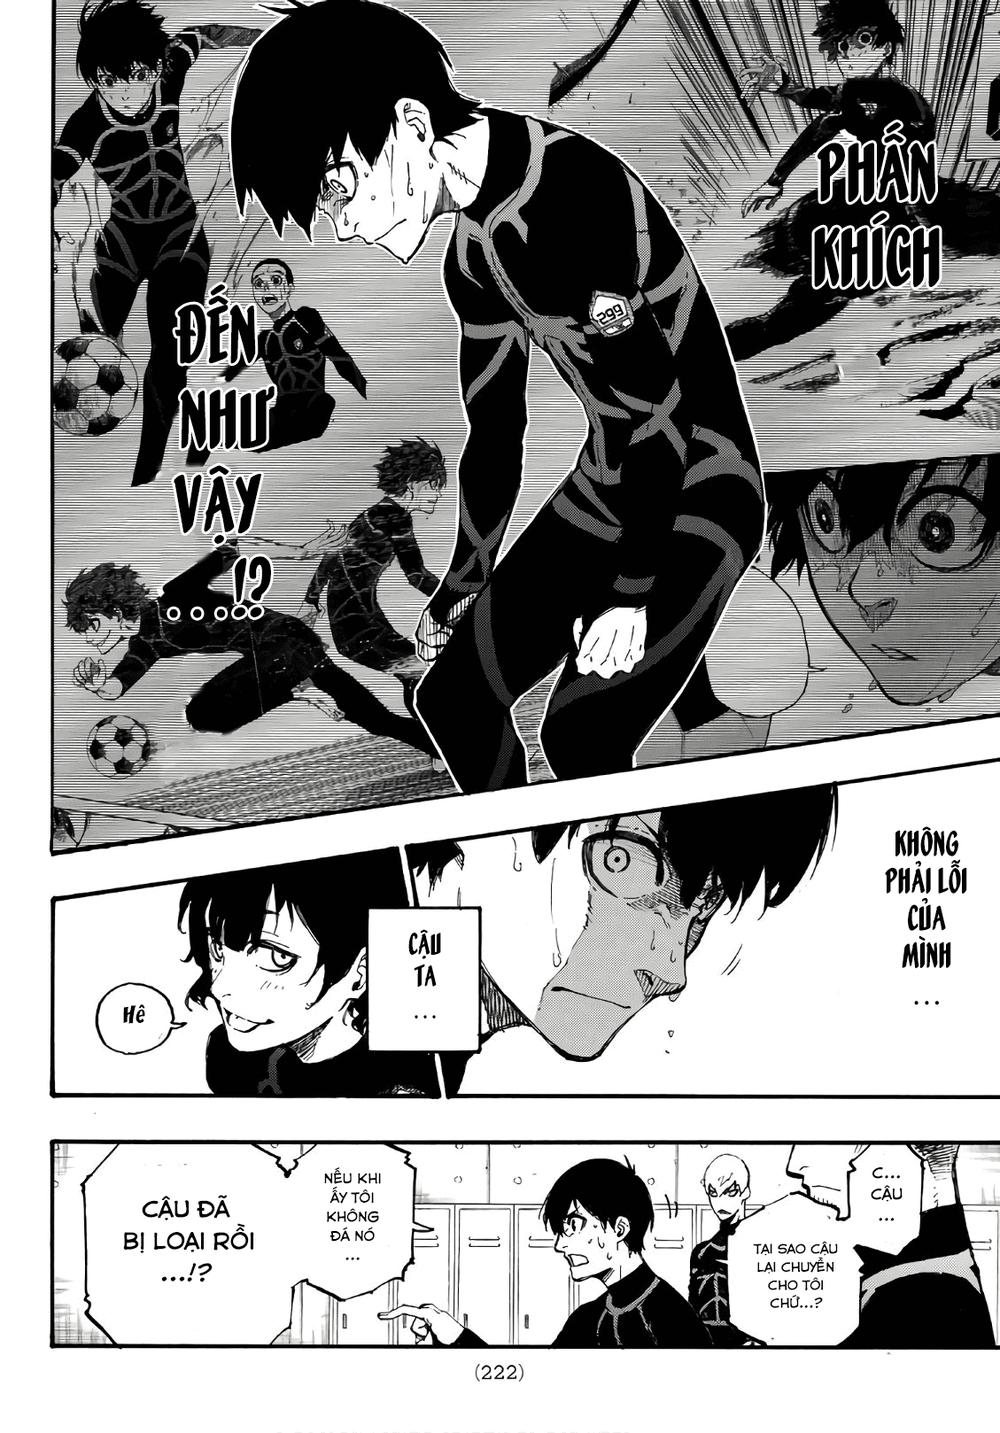 PHẤN
KHÍCH
ĐẾN
NHƯ
VẬY
.....!?
299
KHÔNG
PHẢI LỖI
CỦA
MÌNH
...
CẬU
TA
...
Hê
C...
CẬU
...
TẠI SAO CẬU
LẠI CHUYỀN
CHO TÔI
CHỨ...?
NẾU KHI
ẤY TÔI
KHÔNG
ĐÁ NÓ
...
CẬU ĐÃ
BỊ LOẠI RỒI
...!?
(222)